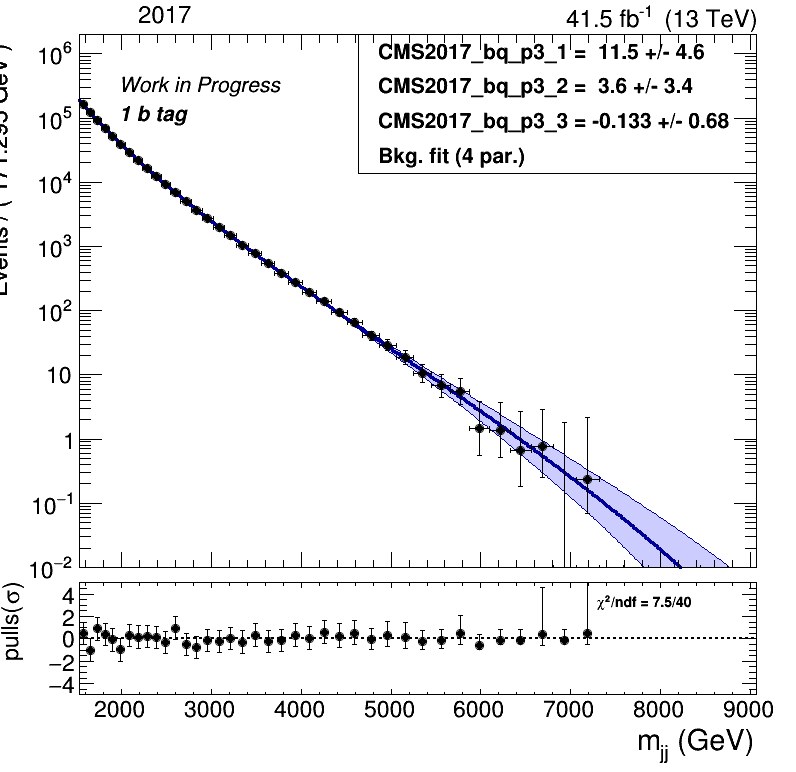 2017 41.5 fb⁻¹ (13 TeV)
CMS2017_bq_p3_1 = 11.5 +/- 4.6
CMS2017_bq_p3_2 = 3.6 +/- 3.4
CMS2017_bq_p3_3 = -0.133 +/- 0.68
Bkg. fit (4 par.)
Work in Progress
1 b tag
10⁶
10⁵
10⁴
10³
10²
10
1
10⁻¹
10⁻²
χ²/ndf = 7.5/40
pulls(σ)
4
2
0
−2
−4
2000 3000 4000 5000 6000 7000 8000 9000
m_jj (GeV)